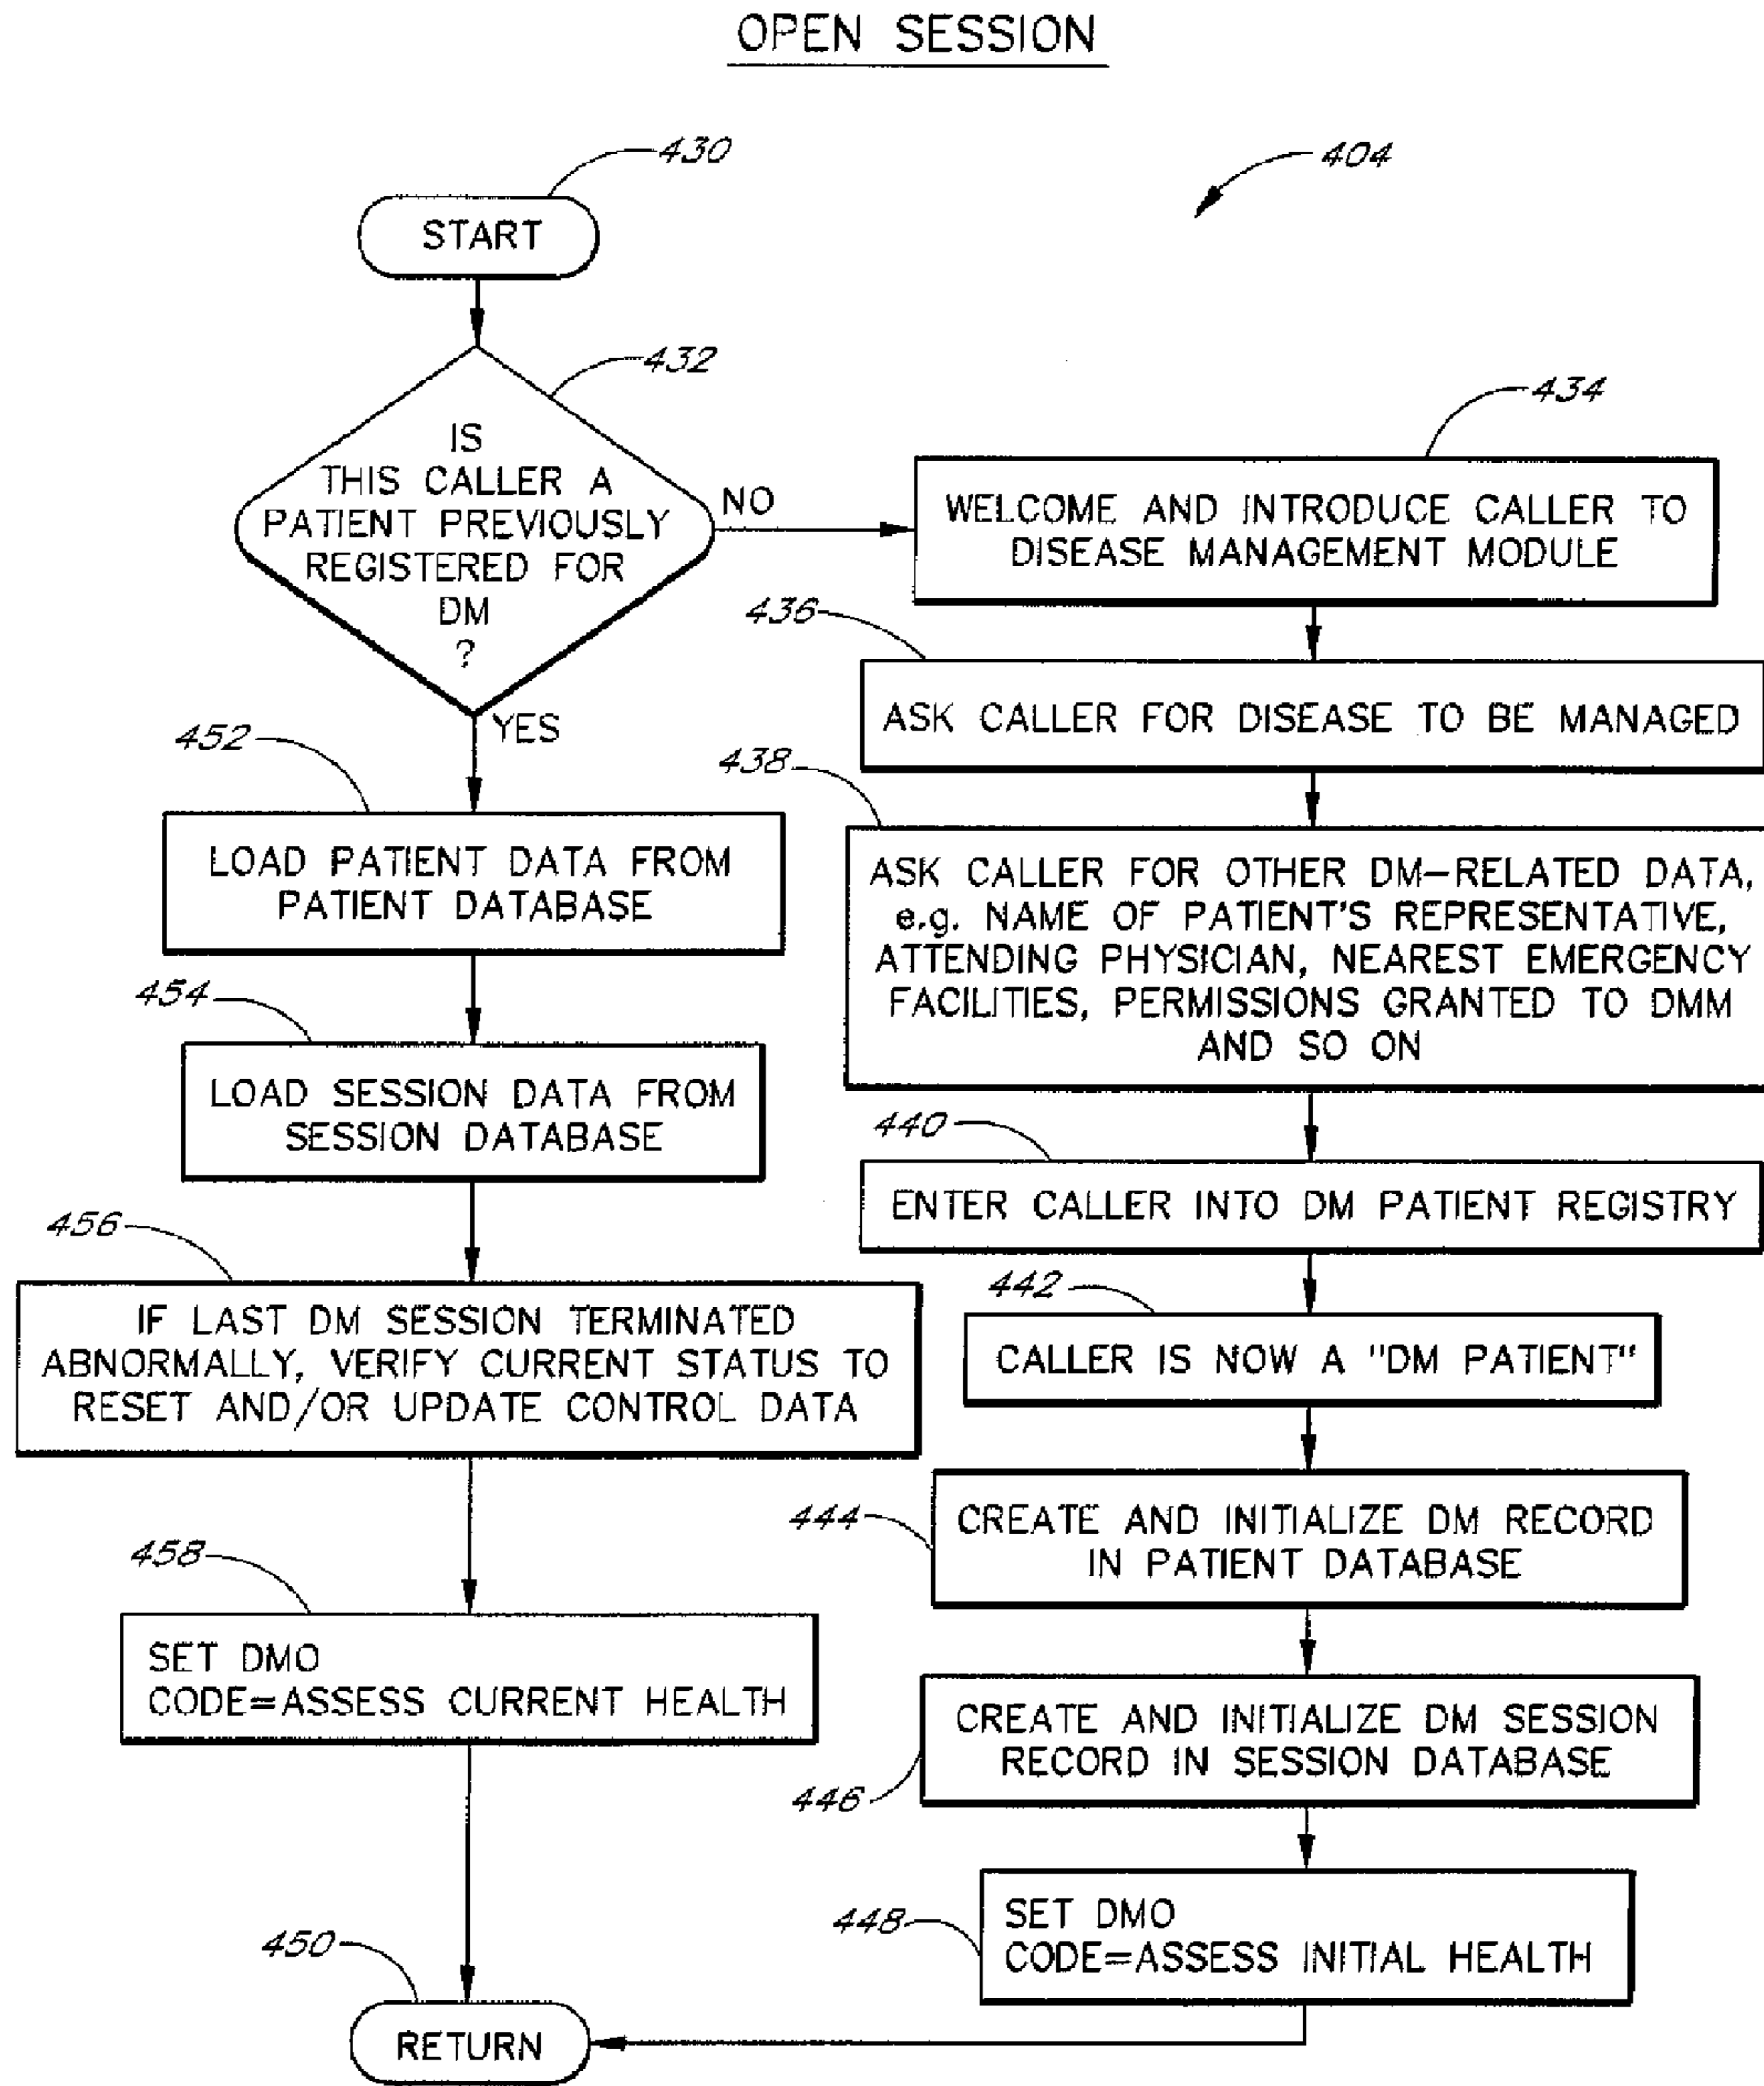 OPEN SESSION
430
404
START
432
IS
THIS CALLER A
PATIENT PREVIOUSLY
REGISTERED FOR
DM
?
NO
YES
434
WELCOME AND INTRODUCE CALLER TO
DISEASE MANAGEMENT MODULE
436
ASK CALLER FOR DISEASE TO BE MANAGED
438
ASK CALLER FOR OTHER DM-RELATED DATA,
e.g. NAME OF PATIENT'S REPRESENTATIVE,
ATTENDING PHYSICIAN, NEAREST EMERGENCY
FACILITIES, PERMISSIONS GRANTED TO DMM
AND SO ON
440
ENTER CALLER INTO DM PATIENT REGISTRY
442
CALLER IS NOW A "DM PATIENT"
444
CREATE AND INITIALIZE DM RECORD
IN PATIENT DATABASE
446
CREATE AND INITIALIZE DM SESSION
RECORD IN SESSION DATABASE
448
SET DMO
CODE=ASSESS INITIAL HEALTH
452
LOAD PATIENT DATA FROM
PATIENT DATABASE
454
LOAD SESSION DATA FROM
SESSION DATABASE
456
IF LAST DM SESSION TERMINATED
ABNORMALLY, VERIFY CURRENT STATUS TO
RESET AND/OR UPDATE CONTROL DATA
458
SET DMO
CODE=ASSESS CURRENT HEALTH
450
RETURN